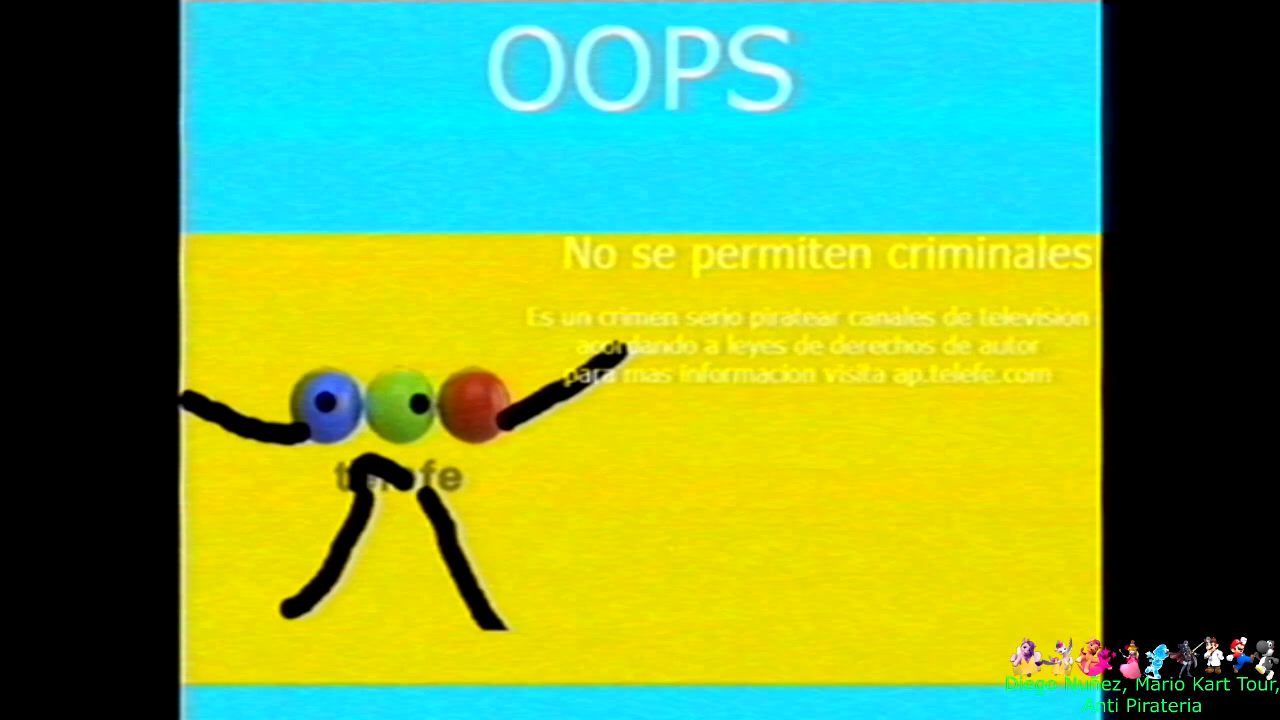 OOPS
No se permiten criminales
Es un crimen serio piratear canales de television
acordando a leyes de derechos de autor
para mas informacion visita ap.telefe.com
telefe
Diego Nuñez, Mario Kart Tour,
Anti Pirateria